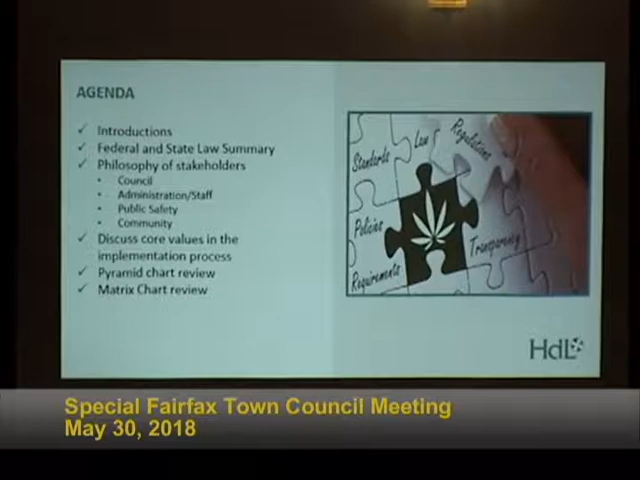 AGENDA
✓ Introductions
✓ Federal and State Law Summary
✓ Philosophy of stakeholders
• Council
• Administration/Staff
• Public Safety
• Community
✓ Discuss core values in the
implementation process
✓ Pyramid chart review
✓ Matrix Chart review
Standards
Law
Regulations
Policies
Transparency
Requirements
HdL
Special Fairfax Town Council Meeting
May 30, 2018